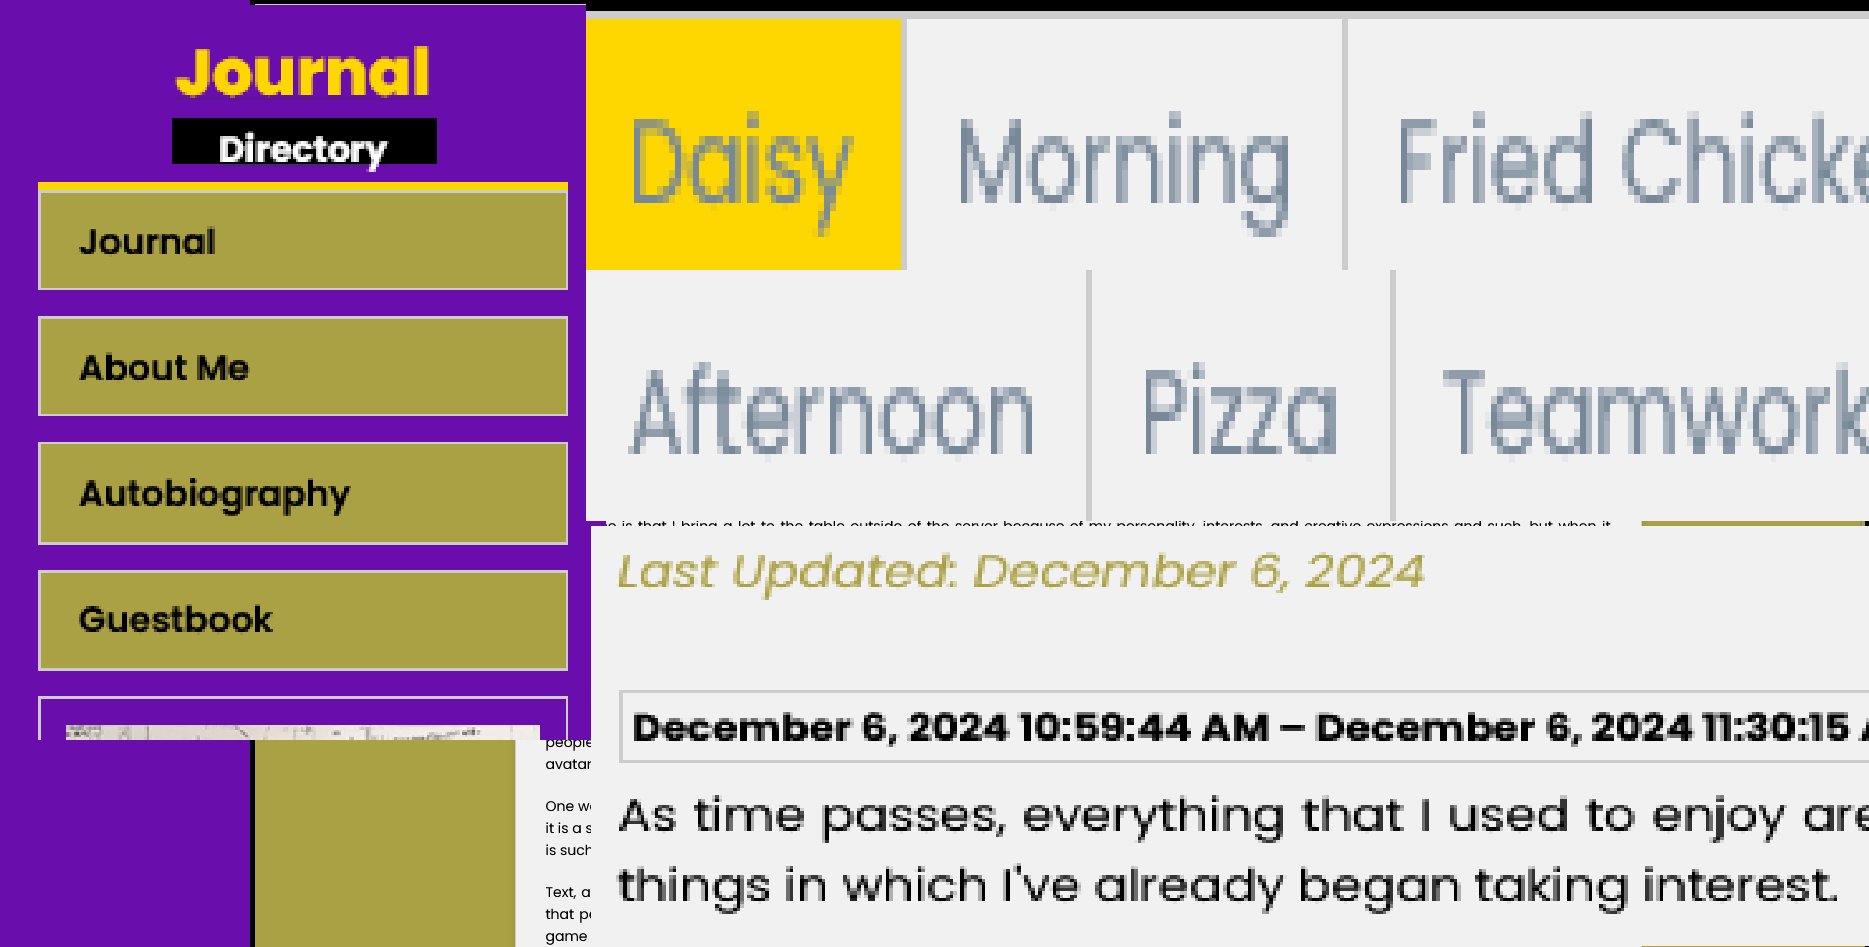 Journal
Directory
Journal
About Me
Autobiography
Guestbook
Daisy Morning Fried Chicke
Afternoon Pizza Teamwork
is that I bring a lot to the table outside of the server because of my personality, interests, and creative expressions and such, but when it
Last Updated: December 6, 2024
December 6, 2024 10:59:44 AM – December 6, 2024 11:30:15
As time passes, everything that I used to enjoy are
things in which I've already began taking interest.
people
avatar
One w
it is a s
is such
Text, a
that p
game